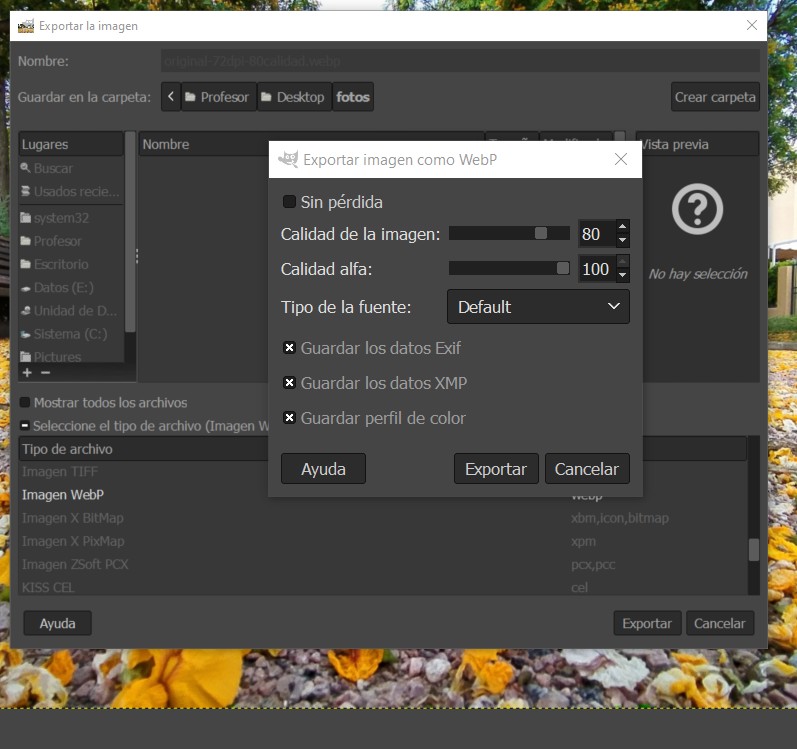 Exportar la imagen
Nombre: original-72dpi-80calidad.webp
Guardar en la carpeta: Profesor Desktop fotos Crear carpeta
Lugares Nombre Vista previa
Buscar
Usados recie...
system32
Profesor
Escritorio
Datos (E:)
Unidad de D...
Sistema (C:)
Pictures
No hay selección
Exportar imagen como WebP
Sin pérdida
Calidad de la imagen: 80
Calidad alfa: 100
Tipo de la fuente: Default
Guardar los datos Exif
Guardar los datos XMP
Guardar perfil de color
Ayuda Exportar Cancelar
Mostrar todos los archivos
Seleccione el tipo de archivo (Imagen W
Tipo de archivo
Imagen TIFF
Imagen WebP webp
Imagen X BitMap xbm,icon,bitmap
Imagen X PixMap xpm
Imagen ZSoft PCX pcx,pcc
KISS CEL cel
Ayuda Exportar Cancelar